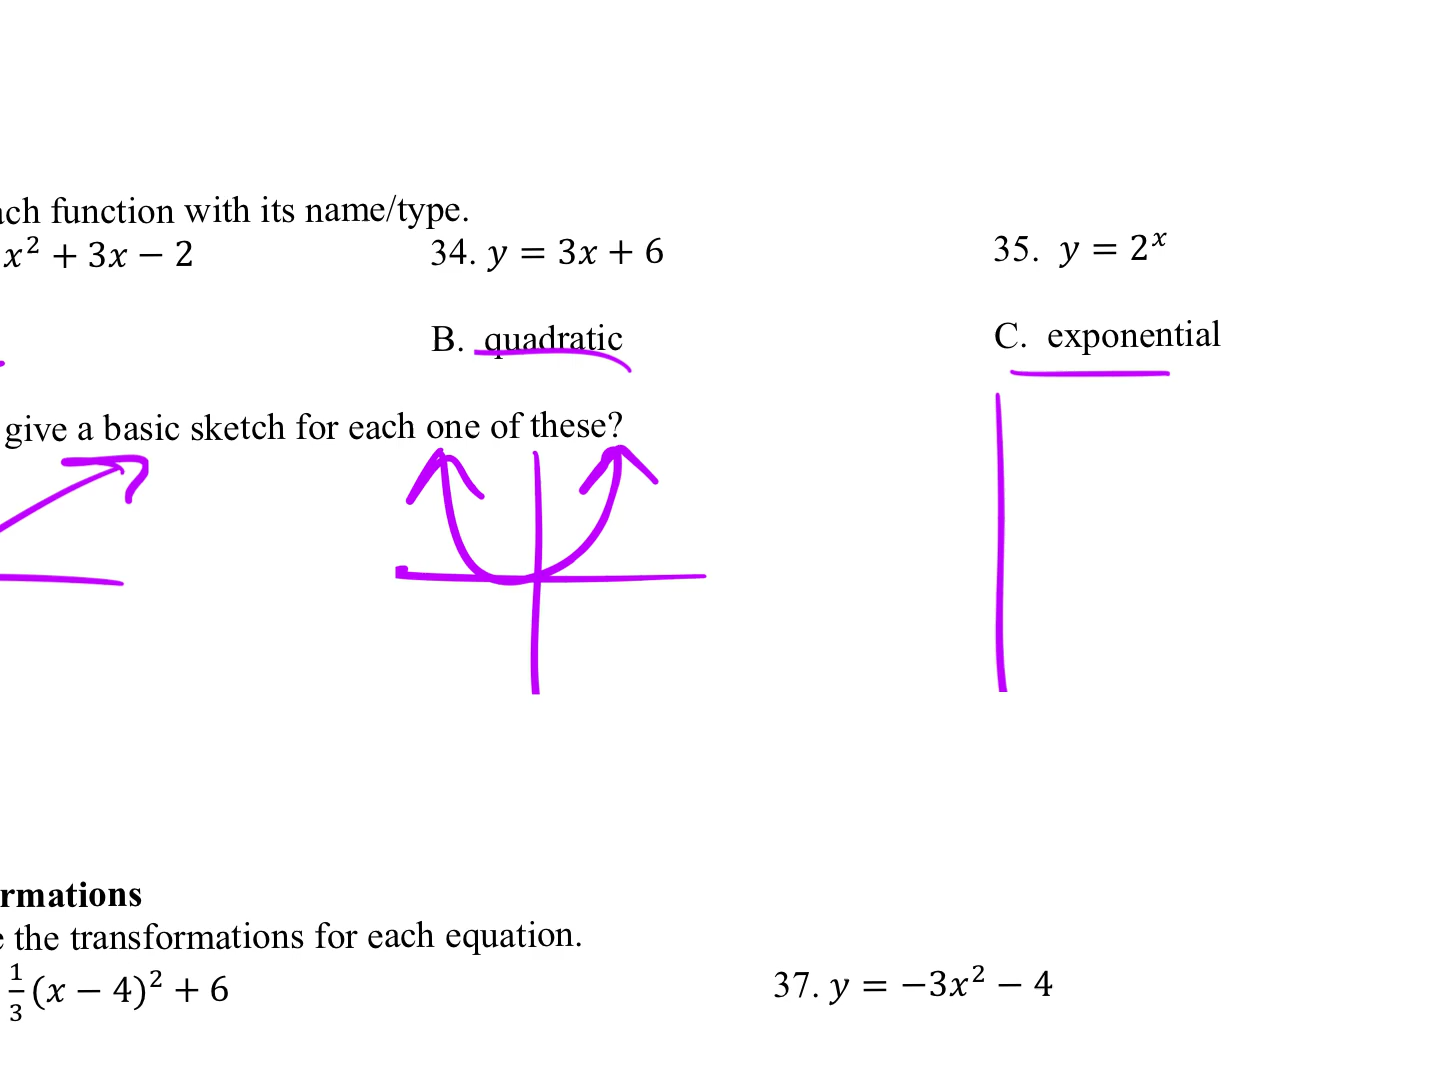 ach function with its name/type.
x² + 3x − 2 34. y = 3x + 6 35. y = 2ˣ
B. quadratic C. exponential
give a basic sketch for each one of these?
rmations
e the transformations for each equation.
1/3 (x − 4)² + 6 37. y = −3x² − 4